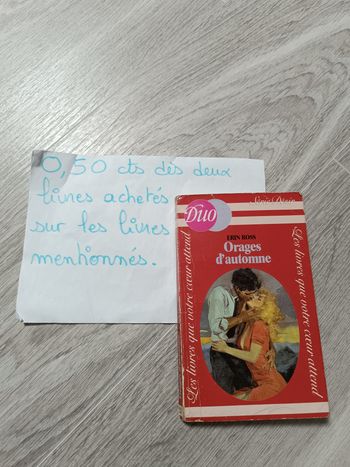 0,50 cts dès deux
livres achetés
sur les livres
mentionnés.
Duo
Série Désir
ERIN ROSS
Orages
d'automne
Les livres que votre cœur attend
Les livres que votre cœur attend